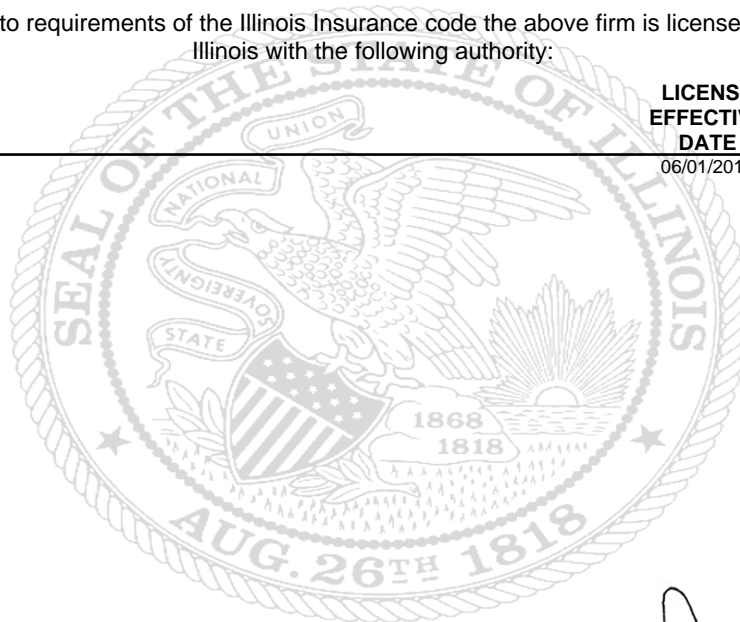 to requirements of the Illinois Insurance code the above firm is license
Illinois with the following authority:
LICENS
EFFECTIV
DATE
06/01/201
SEAL OF THE STATE OF ILLINOIS
UNION
NATIONAL
SOVEREIGNTY
STATE
1868
1818
AUG. 26TH 1818